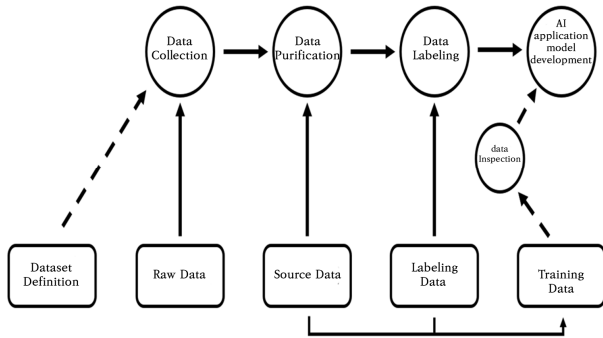 Data
Collection
Data
Purification
Data
Labeling
AI
application
model
development
data
Inspection
Dataset
Definition
Raw Data
Source Data
Labeling
Data
Training
Data